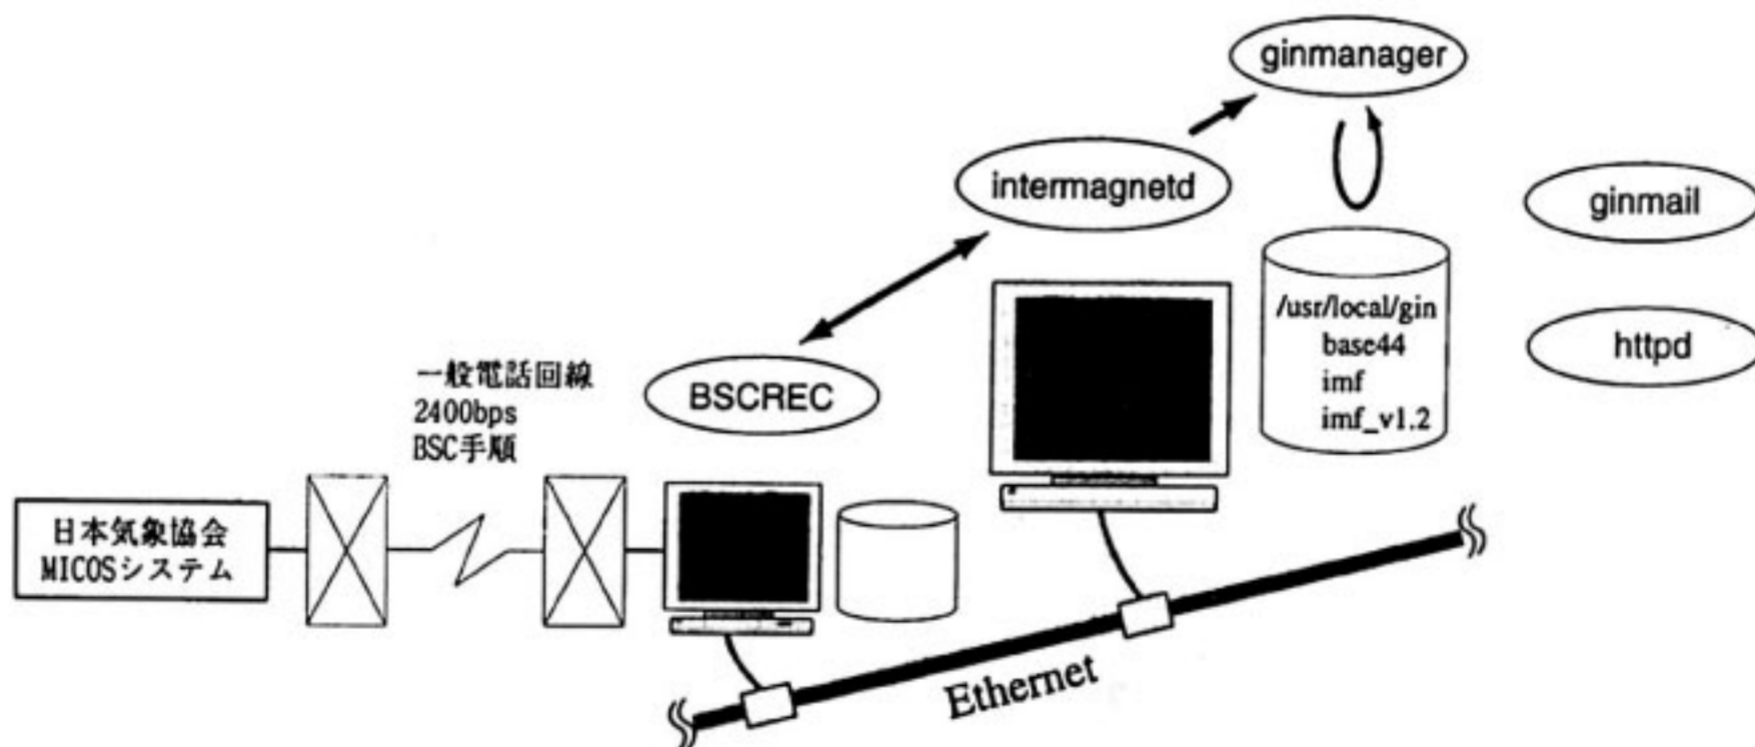 ginmanager
intermagnetd
ginmail
/usr/local/gin
base44
imf
imf_v1.2
httpd
BSCREC
一般電話回線
2400bps
BSC手順
日本気象協会
MICOSシステム
Ethernet